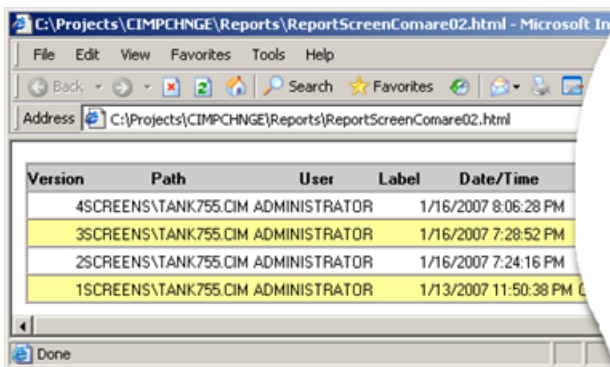 C:\Projects\CIMPCHNGE\Reports\ReportScreenComare02.html - Microsoft In
File Edit View Favorites Tools Help
Back Search Favorites
Address C:\Projects\CIMPCHNGE\Reports\ReportScreenComare02.html
Version Path User Label Date/Time
4SCREENS\TANK755.CIM ADMINISTRATOR 1/16/2007 8:06:28 PM
3SCREENS\TANK755.CIM ADMINISTRATOR 1/16/2007 7:28:52 PM
2SCREENS\TANK755.CIM ADMINISTRATOR 1/16/2007 7:24:16 PM
1SCREENS\TANK755.CIM ADMINISTRATOR 1/13/2007 11:50:38 PM
Done